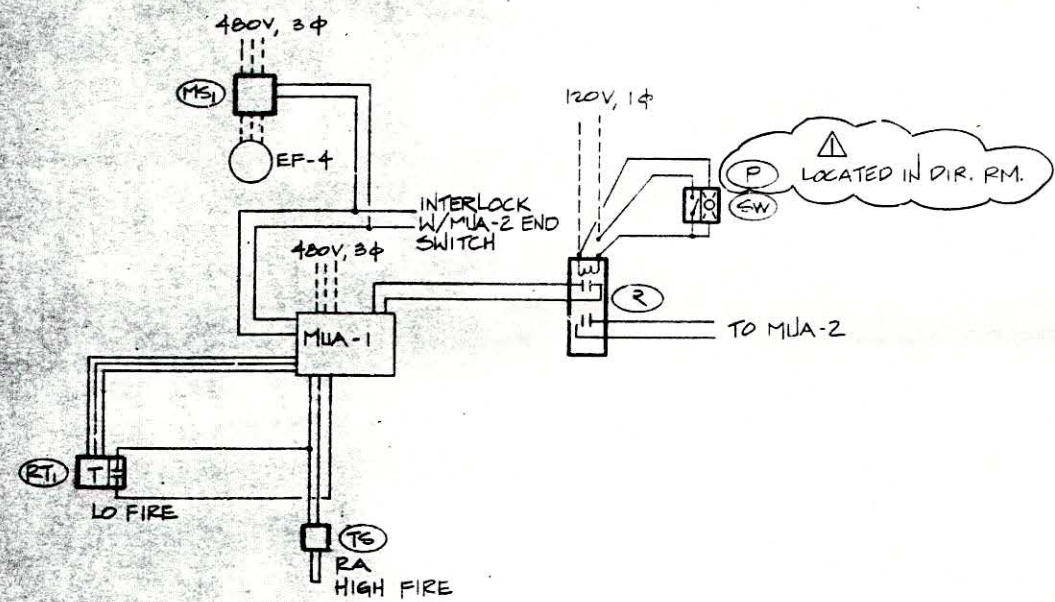 480V, 3ϕ
MS1
EF-4
120V, 1ϕ
1
P
LOCATED IN DIR. RM.
SW
INTERLOCK
W/MUA-2 END
SWITCH
480V, 3ϕ
R
MUA-1
TO MUA-2
RT1
T
LO FIRE
TS
RA
HIGH FIRE